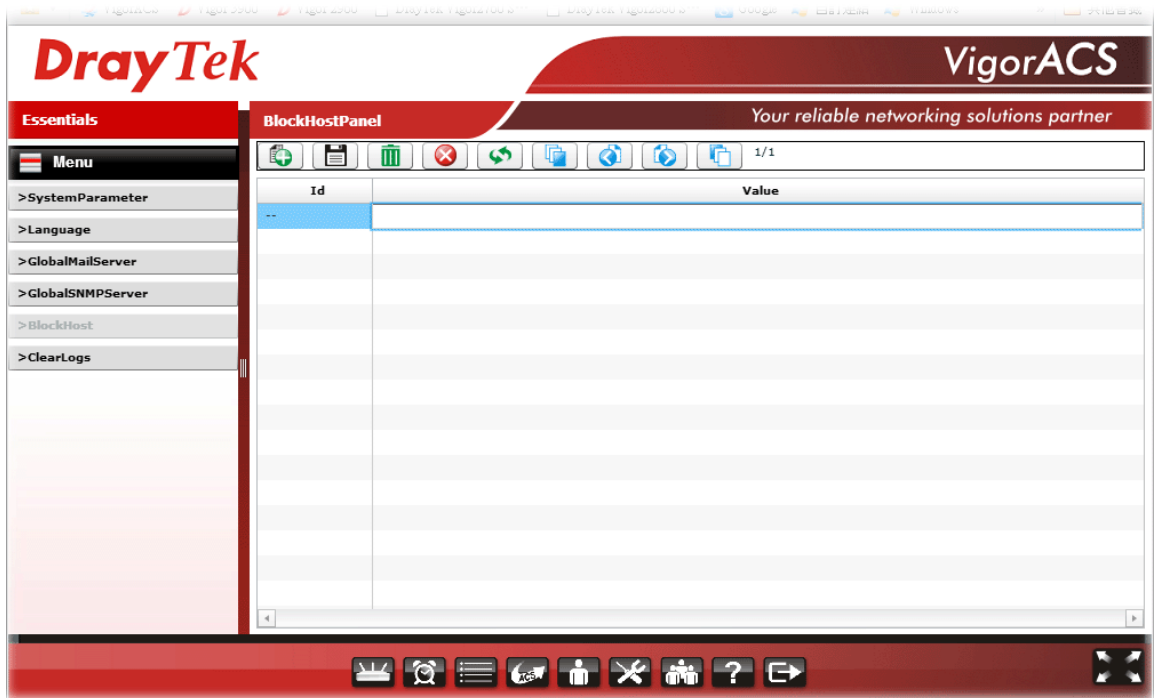 DrayTek
VigorACS
Essentials
BlockHostPanel
Your reliable networking solutions partner
Menu
1/1
Id
Value
>SystemParameter
--
>Language
>GlobalMailServer
>GlobalSNMPServer
>BlockHost
>ClearLogs
ACS
?